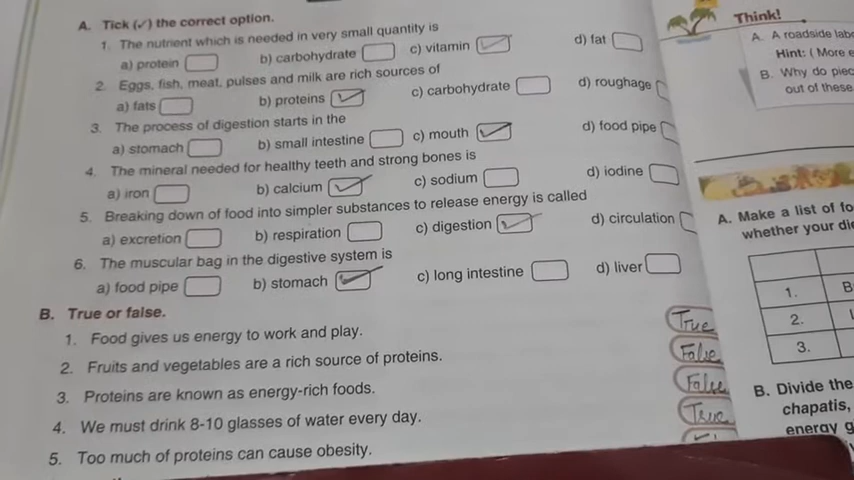 A. Tick (✓) the correct option.
1. The nutrient which is needed in very small quantity is
a) protein b) carbohydrate c) vitamin ✓ d) fat
2. Eggs, fish, meat, pulses and milk are rich sources of
a) fats b) proteins ✓ c) carbohydrate d) roughage
3. The process of digestion starts in the
a) stomach b) small intestine c) mouth ✓ d) food pipe
4. The mineral needed for healthy teeth and strong bones is
a) iron b) calcium ✓ c) sodium d) iodine
5. Breaking down of food into simpler substances to release energy is called
a) excretion b) respiration c) digestion ✓ d) circulation
6. The muscular bag in the digestive system is
a) food pipe b) stomach ✓ c) long intestine d) liver
B. True or false.
1. Food gives us energy to work and play. True
2. Fruits and vegetables are a rich source of proteins. False
3. Proteins are known as energy-rich foods. False
4. We must drink 8-10 glasses of water every day. True
5. Too much of proteins can cause obesity.
Think!
A. A roadside
Hint: ( More
B. Why do
out of these
A. Make a list of
whether your
1. B
2.
3.
B. Divide the
chapatis,
energy